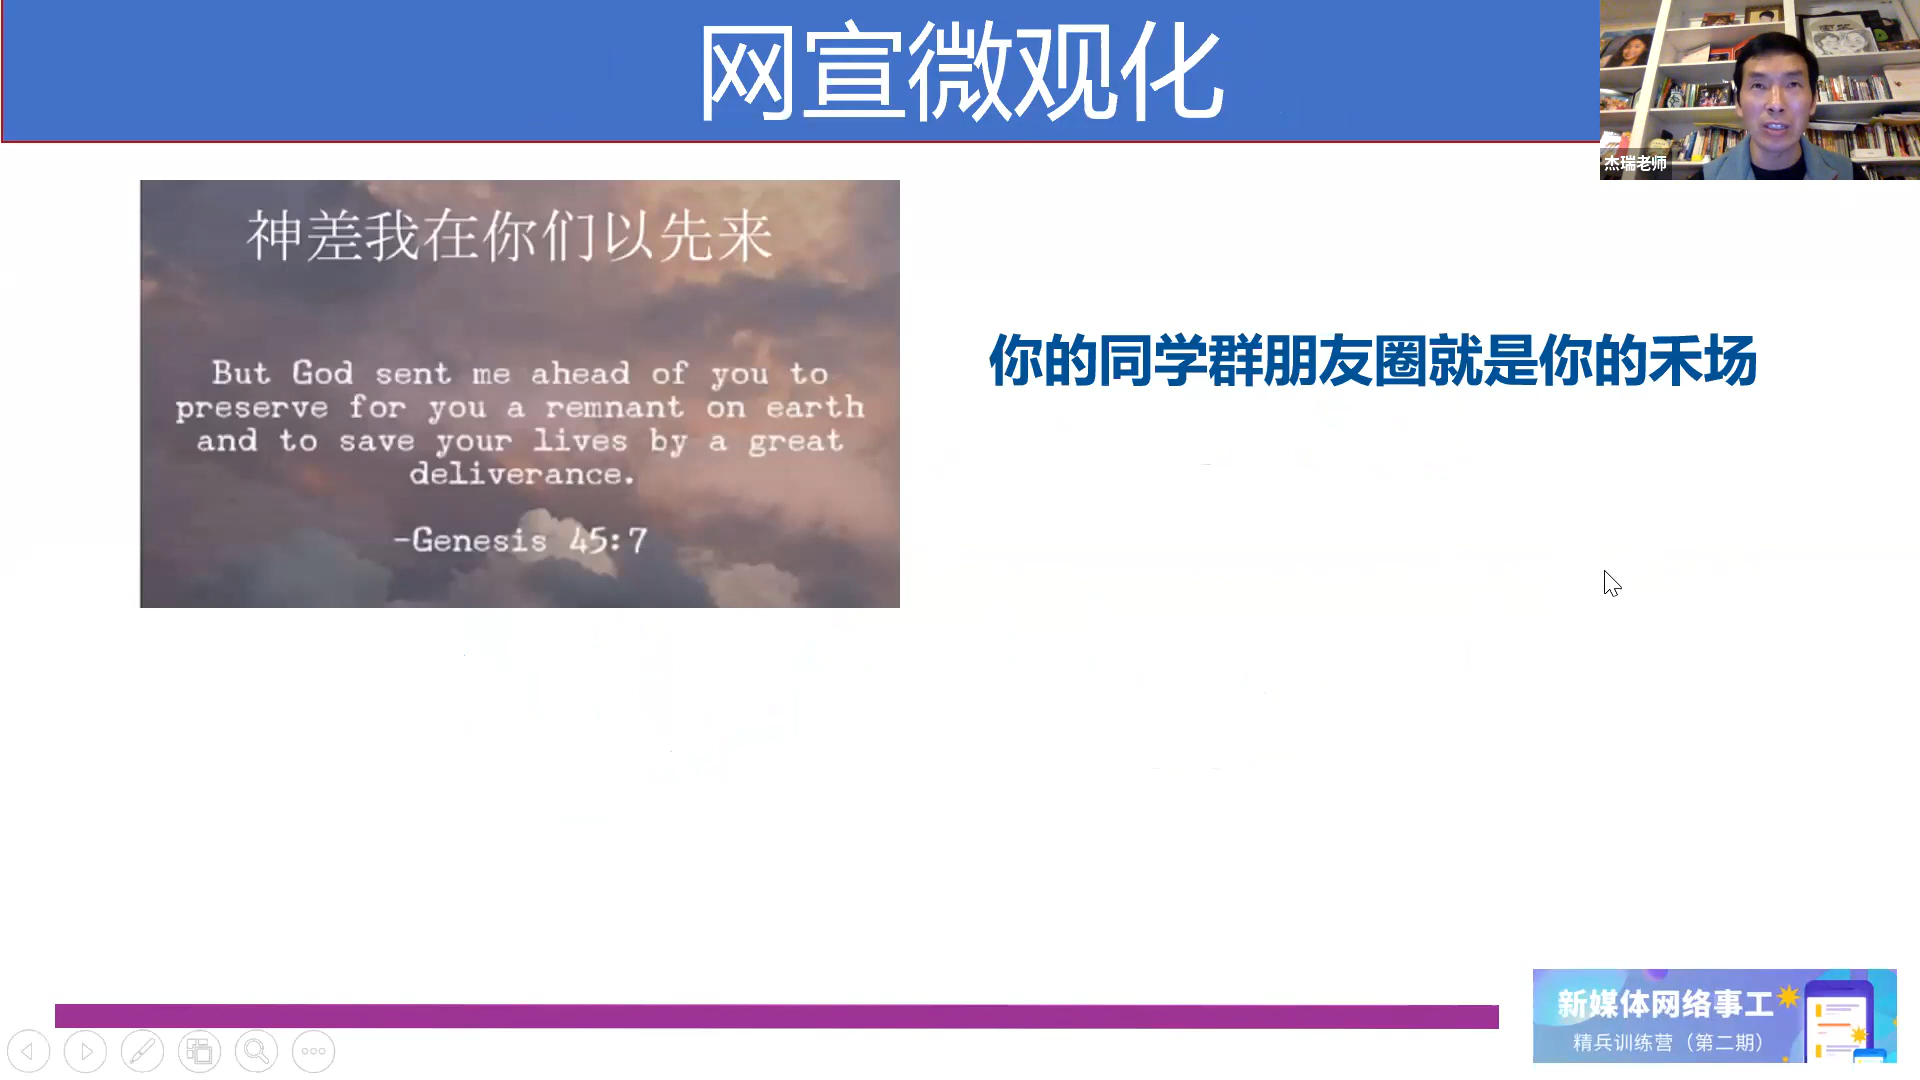 网宣微观化
杰瑞老师
神差我在你们以先来
But God sent me ahead of you to
preserve for you a remnant on earth
and to save your lives by a great
deliverance.
-Genesis 45:7
你的同学群朋友圈就是你的禾场
新媒体网络事工
精兵训练营（第二期）